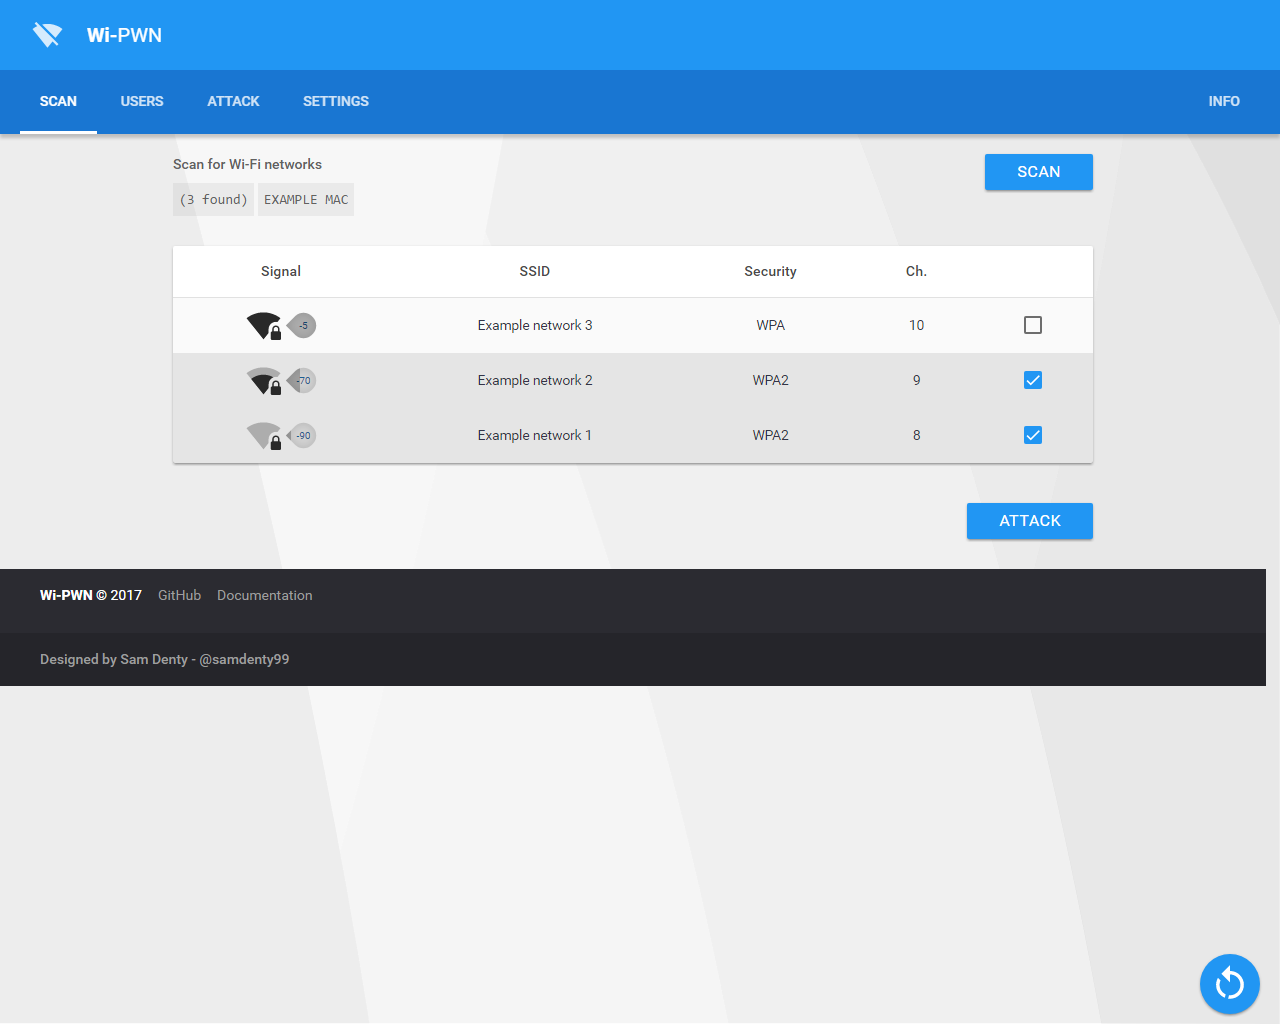 Wi-PWN
SCAN USERS ATTACK SETTINGS INFO
Scan for Wi-Fi networks
SCAN
(3 found) EXAMPLE MAC
Signal SSID Security Ch.
-5 Example network 3 WPA 10
-70 Example network 2 WPA2 9
-90 Example network 1 WPA2 8
ATTACK
Wi-PWN © 2017 GitHub Documentation
Designed by Sam Denty - @samdenty99